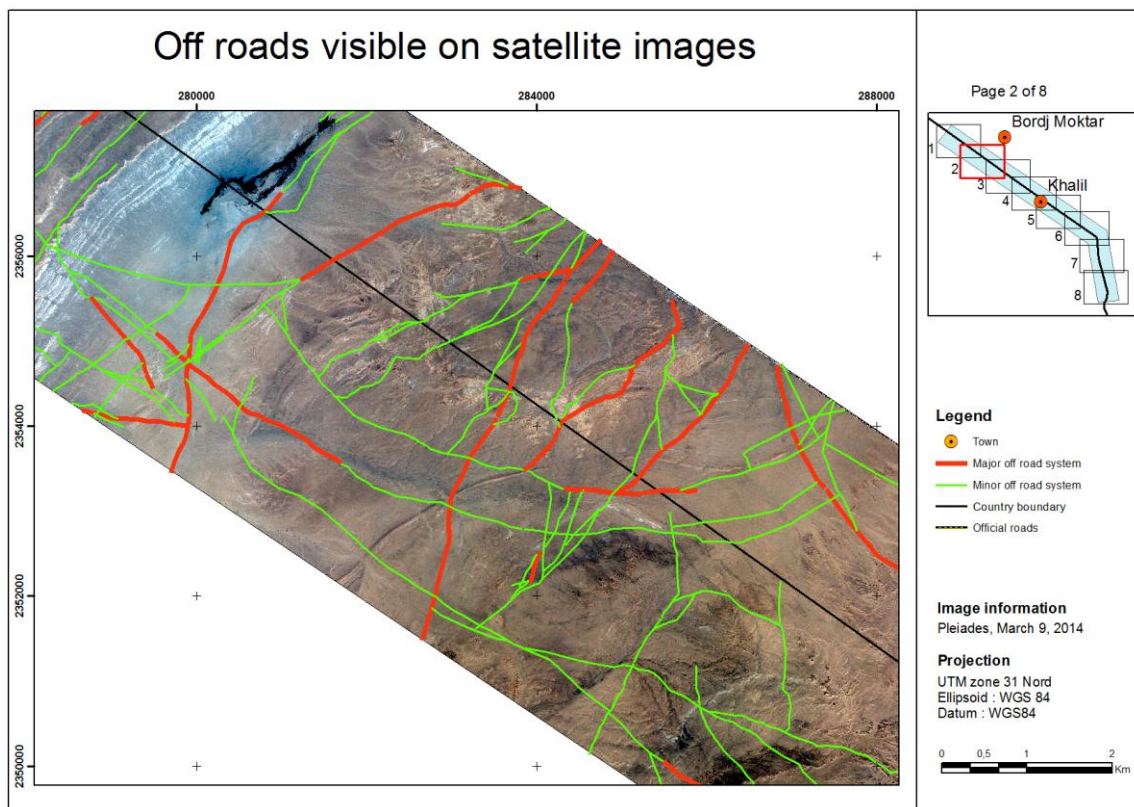 Off roads visible on satellite images
280000
284000
288000
2356000
2354000
2352000
2350000
Page 2 of 8
Bordj Moktar
1
2
3
Khalil
4
5
6
7
8
Legend
Town
Major off road system
Minor off road system
Country boundary
Official roads
Image information
Pleiades, March 9, 2014
Projection
UTM zone 31 Nord
Ellipsoid : WGS 84
Datum : WGS84
0 0,5 1 2
Km